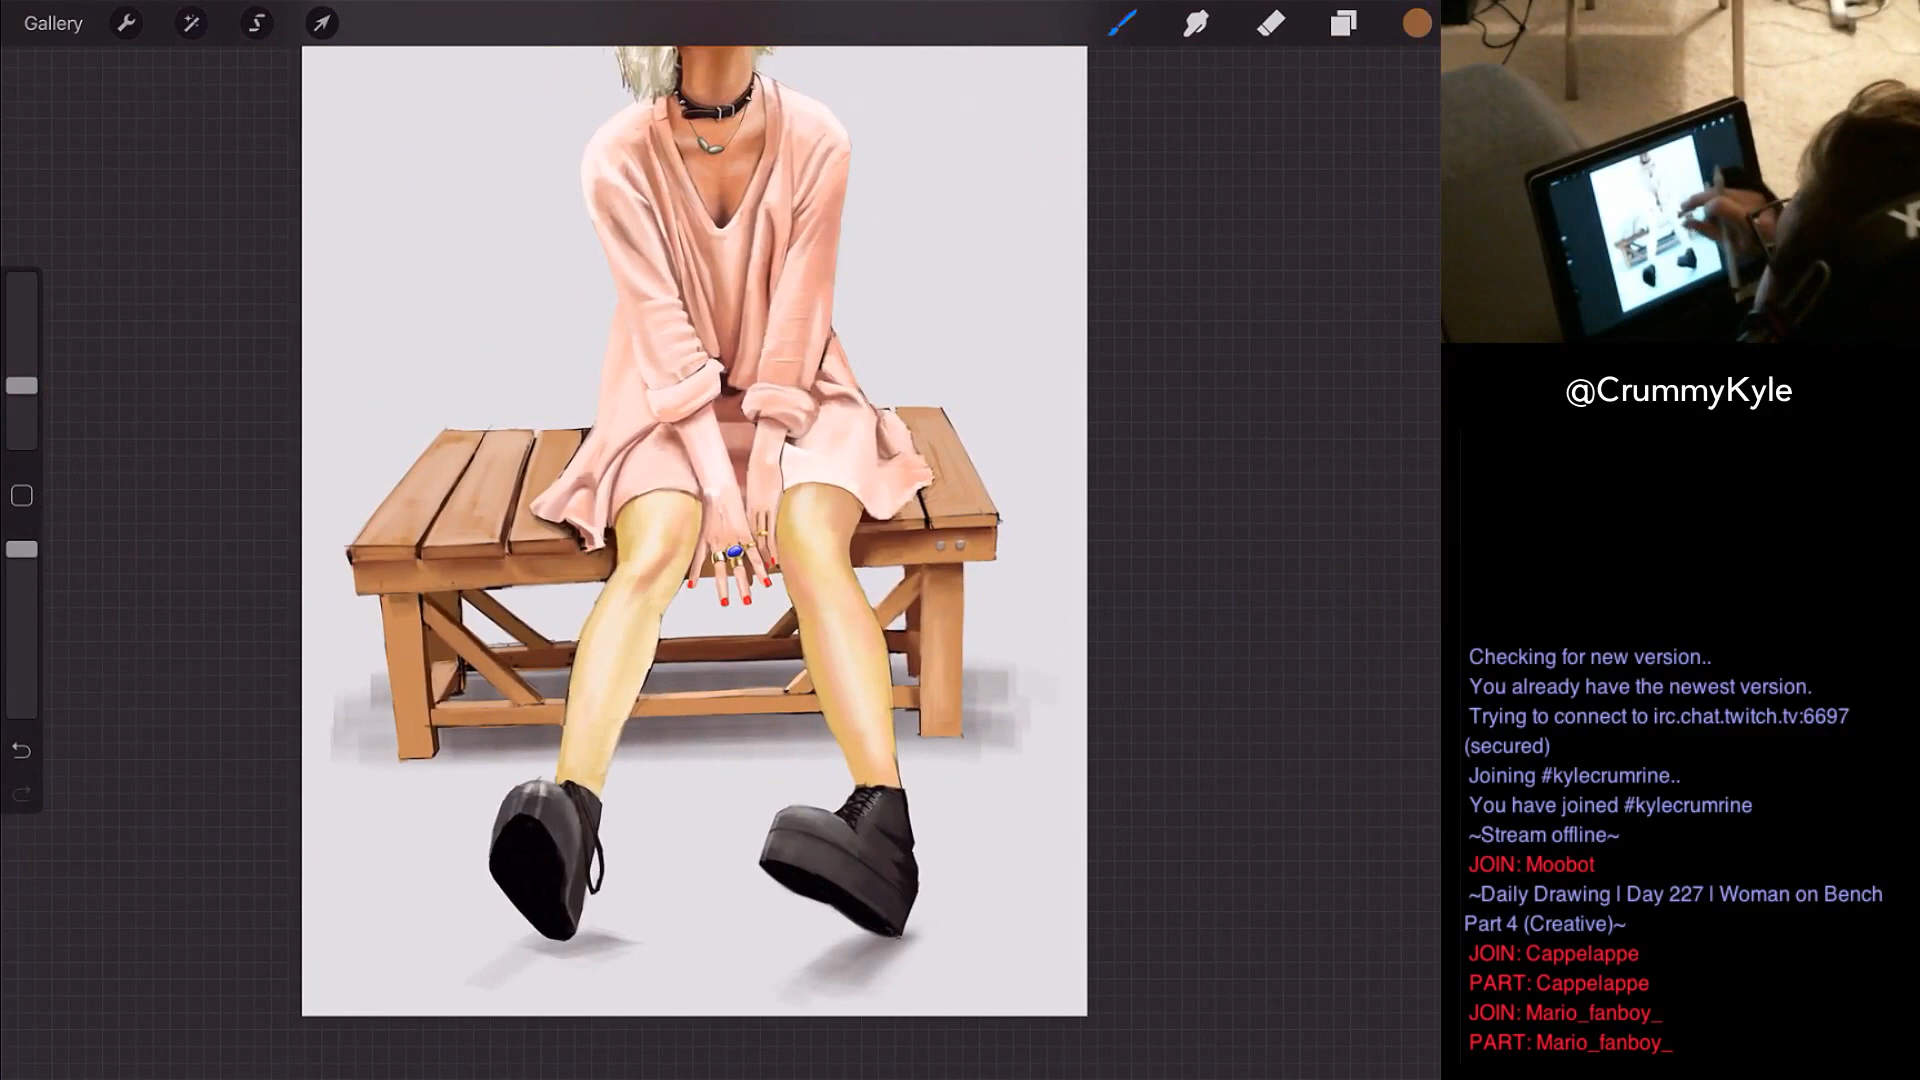 Gallery
@CrummyKyle
Checking for new version..
You already have the newest version.
Trying to connect to irc.chat.twitch.tv:6697
(secured)
Joining #kylecrumrine..
You have joined #kylecrumrine
~Stream offline~
JOIN: Moobot
~Daily Drawing | Day 227 | Woman on Bench
Part 4 (Creative)~
JOIN: Cappelappe
PART: Cappelappe
JOIN: Mario_fanboy_
PART: Mario_fanboy_